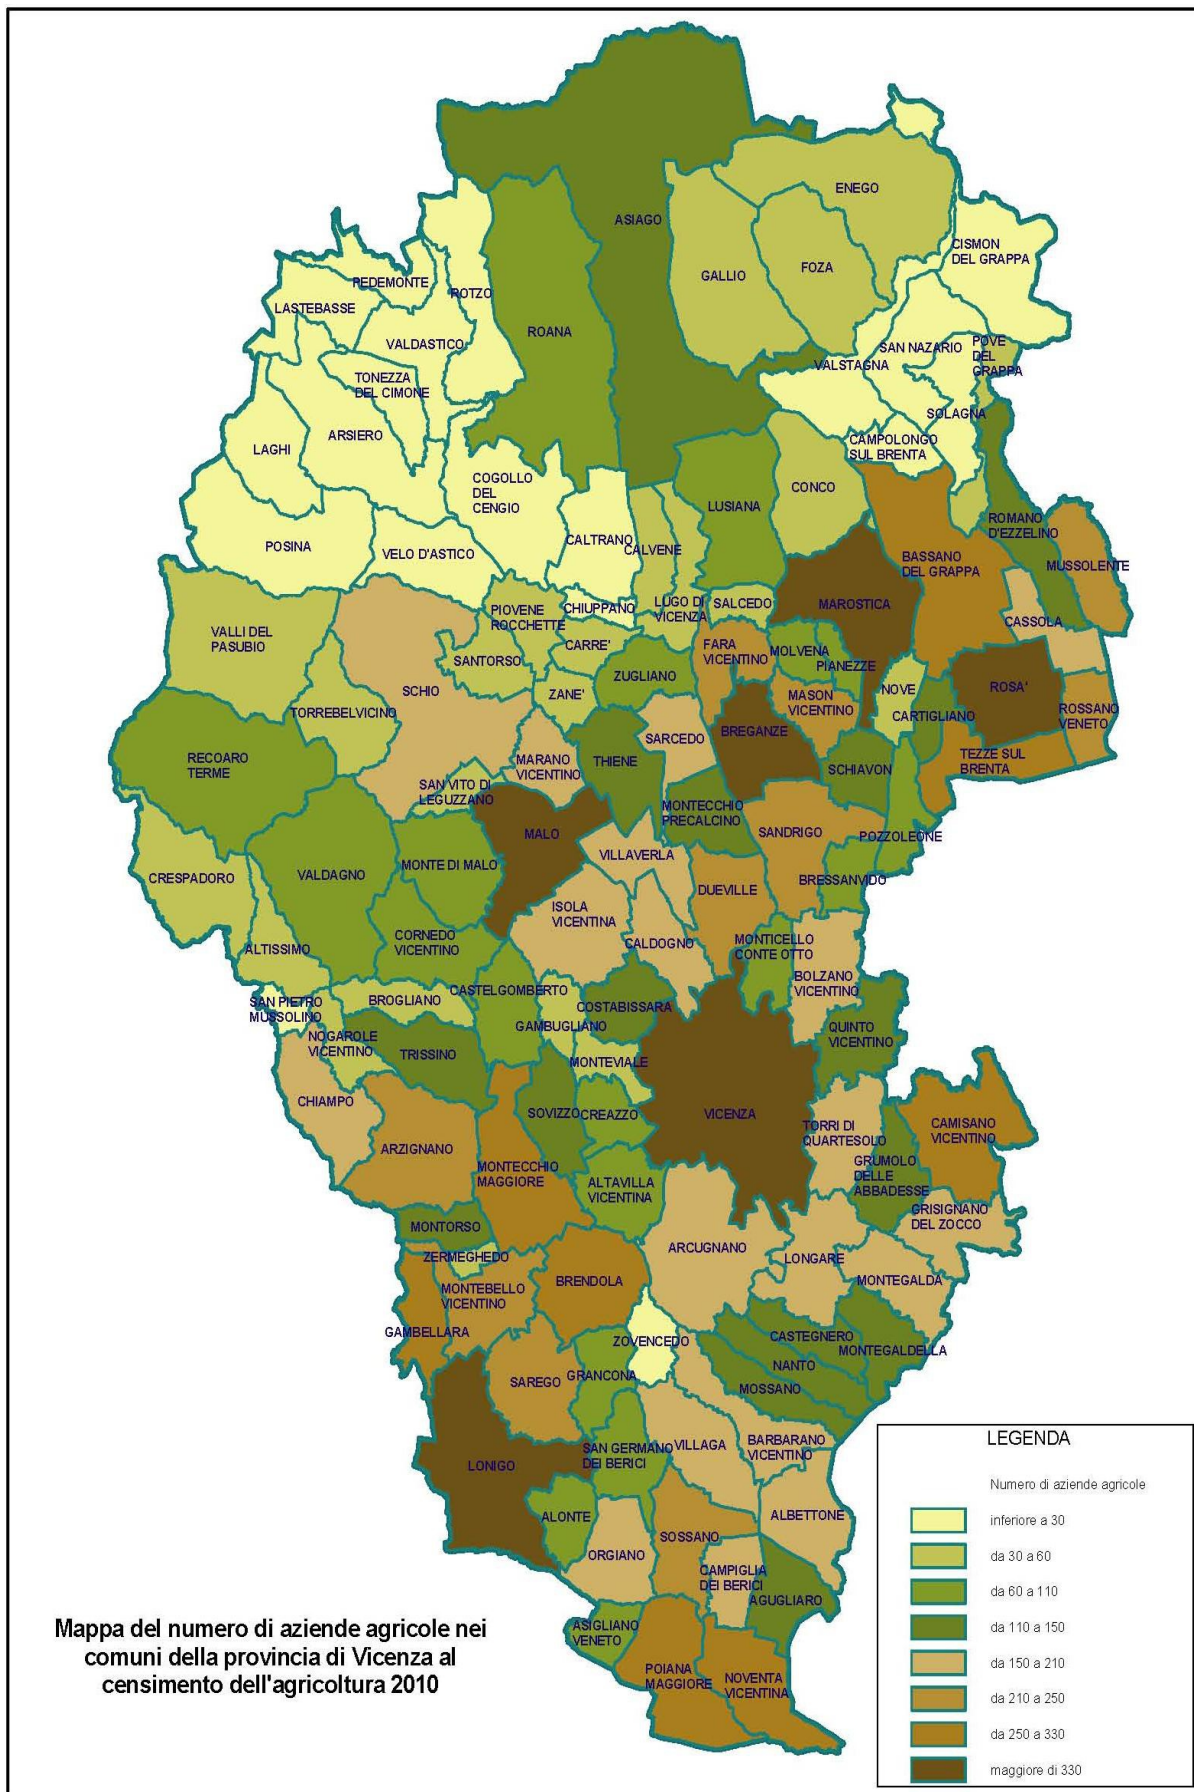 ENEGO
ASIAGO
CISMON
DEL GRAPPA
GALLIO
FOZA
PEDEMONTE
ROTZO
LASTEBASSE
ROANA
VALDASTICO
SAN NAZARIO
POVE
DEL
GRAPPA
VALSTAGNA
TONEZZA
DEL CIMONE
SOLAGNA
ARSIERO
LAGHI
CAMPOLONGO
SUL BRENTA
COGOLLO
DEL
CENGIO
CONCO
LUSIANA
ROMANO
D'EZZELINO
POSINA
VELO D'ASTICO
CALTRANO
CALVENE
BASSANO
DEL GRAPPA
MUSSOLENTE
CHIUPPANO
LUGO DI
VICENZA
SALCEDO
MAROSTICA
PIOVENE
ROCCHETTE
CASSOLA
VALLI DEL
PASUBIO
CARRE'
FARA
VICENTINO
MOLVENA
PIANEZZE
SANTORSO
ZUGLIANO
ROSA'
SCHIO
ZANE'
MASON
VICENTINO
NOVE
TORREBELVICINO
CARTIGLIANO
ROSSANO
VENETO
BREGANZE
SARCEDO
RECOARO
TERME
MARANO
VICENTINO
THIENE
SCHIAVON
TEZZE SUL
BRENTA
SAN VITO DI
LEGUZZANO
MONTECCHIO
PRECALCINO
MALO
SANDRIGO
POZZOLEONE
VILLAVERLA
MONTE DI MALO
VALDAGNO
CRESPADORO
BRESSANVIDO
DUEVILLE
ISOLA
VICENTINA
CORNEDO
VICENTINO
CALDOGNO
MONTICELLO
CONTE OTTO
ALTISSIMO
BOLZANO
VICENTINO
CASTELGOMBERTO
SAN PIETRO
MUSSOLINO
BROGLIANO
COSTABISSARA
GAMBUGLIANO
QUINTO
VICENTINO
NOGAROLE
VICENTINO
TRISSINO
MONTEVIALE
CHIAMPO
SOVIZZO
CREAZZO
VICENZA
TORRI DI
QUARTESOLO
CAMISANO
VICENTINO
ARZIGNANO
GRUMOLO
DELLE
ABBADESSE
MONTECCHIO
MAGGIORE
ALTAVILLA
VICENTINA
GRISIGNANO
DEL ZOCCO
MONTORSO
ARCUGNANO
ZERMEGHEDO
LONGARE
MONTEGALDA
BRENDOLA
MONTEBELLO
VICENTINO
GAMBELLARA
CASTEGNERO
ZOVENCEDO
MONTEGALDELLA
NANTO
GRANCONA
SAREGO
MOSSANO
BARBARANO
VICENTINO
VILLAGA
SAN GERMANO
DEI BERICI
LONIGO
ALBETTONE
ALONTE
SOSSANO
ORGIANO
CAMPIGLIA
DEI BERICI
AGUGLIARO
ASIGLIANO
VENETO
POIANA
MAGGIORE
NOVENTA
VICENTINA
Mappa del numero di aziende agricole nei
comuni della provincia di Vicenza al
censimento dell'agricoltura 2010
LEGENDA
Numero di aziende agricole
inferiore a 30
da 30 a 60
da 60 a 110
da 110 a 150
da 150 a 210
da 210 a 250
da 250 a 330
maggiore di 330